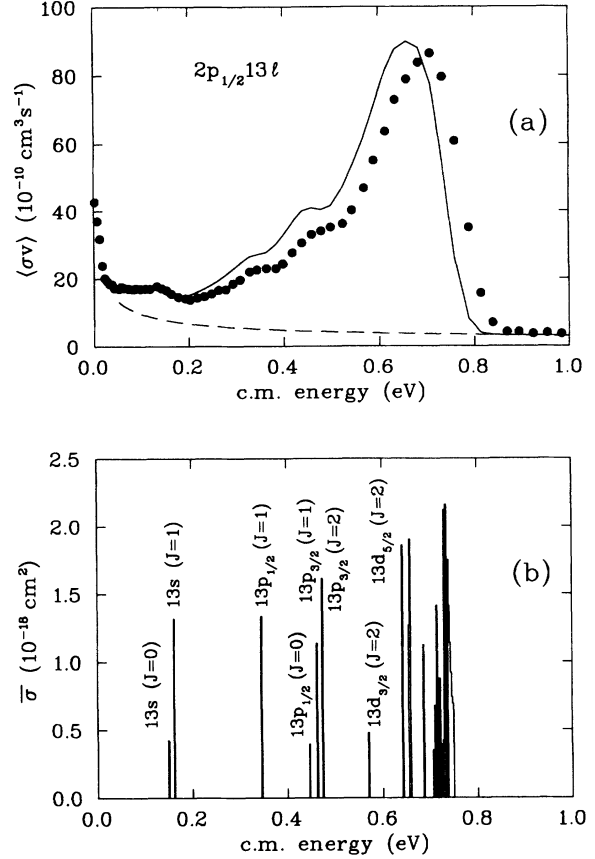 100
80
60
40
20
0
⟨σv⟩ (10⁻¹⁰ cm³s⁻¹)
2p₁/₂13ℓ
(a)
0.0 0.2 0.4 0.6 0.8 1.0
c.m. energy (eV)
2.5
2.0
1.5
1.0
0.5
0.0
σ̅ (10⁻¹⁸ cm²)
13s (J=0)
13s (J=1)
13p₁/₂ (J=1)
13p₁/₂ (J=0)
13p₃/₂ (J=1)
13p₃/₂ (J=2)
13d₃/₂ (J=2)
13d₅/₂ (J=2)
(b)
0.0 0.2 0.4 0.6 0.8 1.0
c.m. energy (eV)